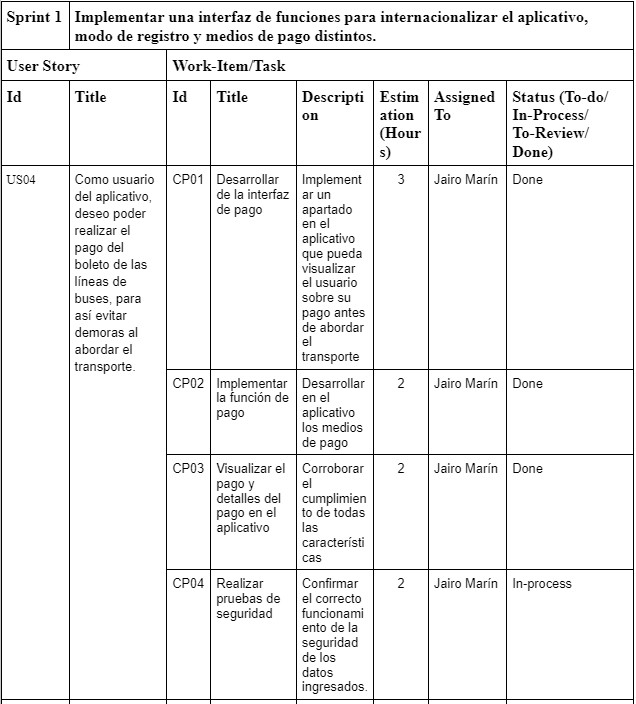 Sprint 1
Implementar una interfaz de funciones para internacionalizar el aplicativo,
modo de registro y medios de pago distintos.
User Story
Work-Item/Task
Id
Title
Id
Title
Descripti
on
Estim
ation
(Hour
s)
Assigned
To
Status (To-do/
In-Process/
To-Review/
Done)
US04
Como usuario
del aplicativo,
deseo poder
realizar el
pago del
boleto de las
líneas de
buses, para
así evitar
demoras al
abordar el
transporte.
CP01
Desarrollar
de la interfaz
de pago
Implement
ar un
apartado
en el
aplicativo
que pueda
visualizar
el usuario
sobre su
pago antes
de abordar
el
transporte
3
Jairo Marín
Done
CP02
Implementar
la función de
pago
Desarrollar
en el
aplicativo
los medios
de pago
2
Jairo Marín
Done
CP03
Visualizar el
pago y
detalles del
pago en el
aplicativo
Corroborar
el
cumplimien
to de todas
las
característi
cas
2
Jairo Marín
Done
CP04
Realizar
pruebas de
seguridad
Confirmar
el correcto
funcionami
ento de la
seguridad
de los
datos
ingresados.
2
Jairo Marín
In-process